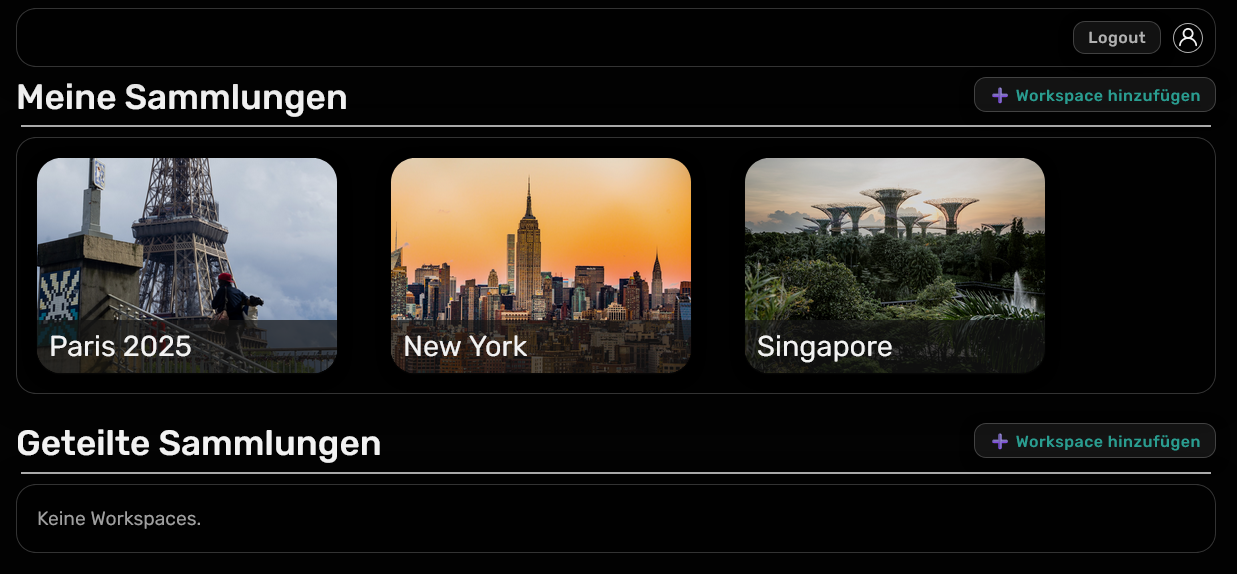 Logout
Meine Sammlungen
Workspace hinzufügen
Paris 2025
New York
Singapore
Geteilte Sammlungen
Workspace hinzufügen
Keine Workspaces.